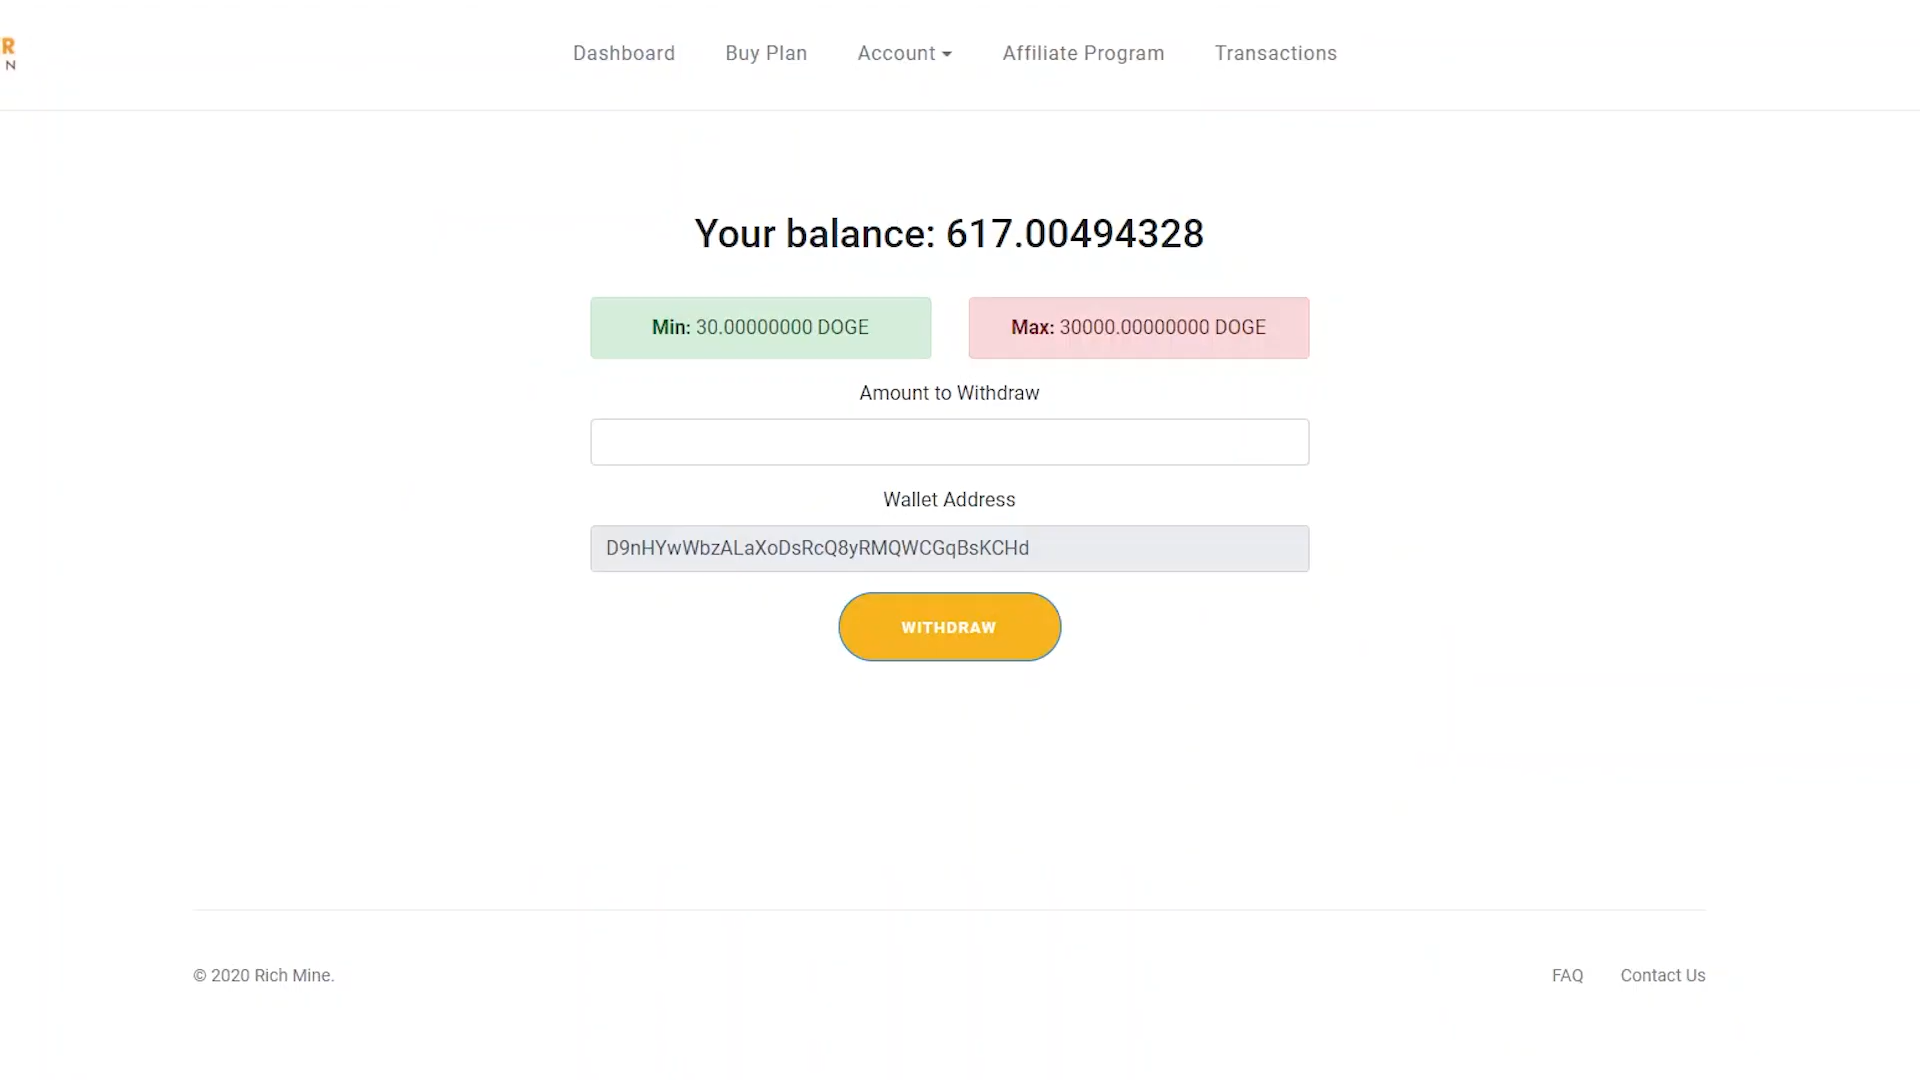 R
N
Dashboard Buy Plan Account Affiliate Program Transactions
Your balance: 617.00494328
Min: 30.00000000 DOGE Max: 30000.00000000 DOGE
Amount to Withdraw
Wallet Address
D9nHYwWbzALaXoDsRcQ8yRMQWCGqBsKCHd
WITHDRAW
© 2020 Rich Mine. FAQ Contact Us